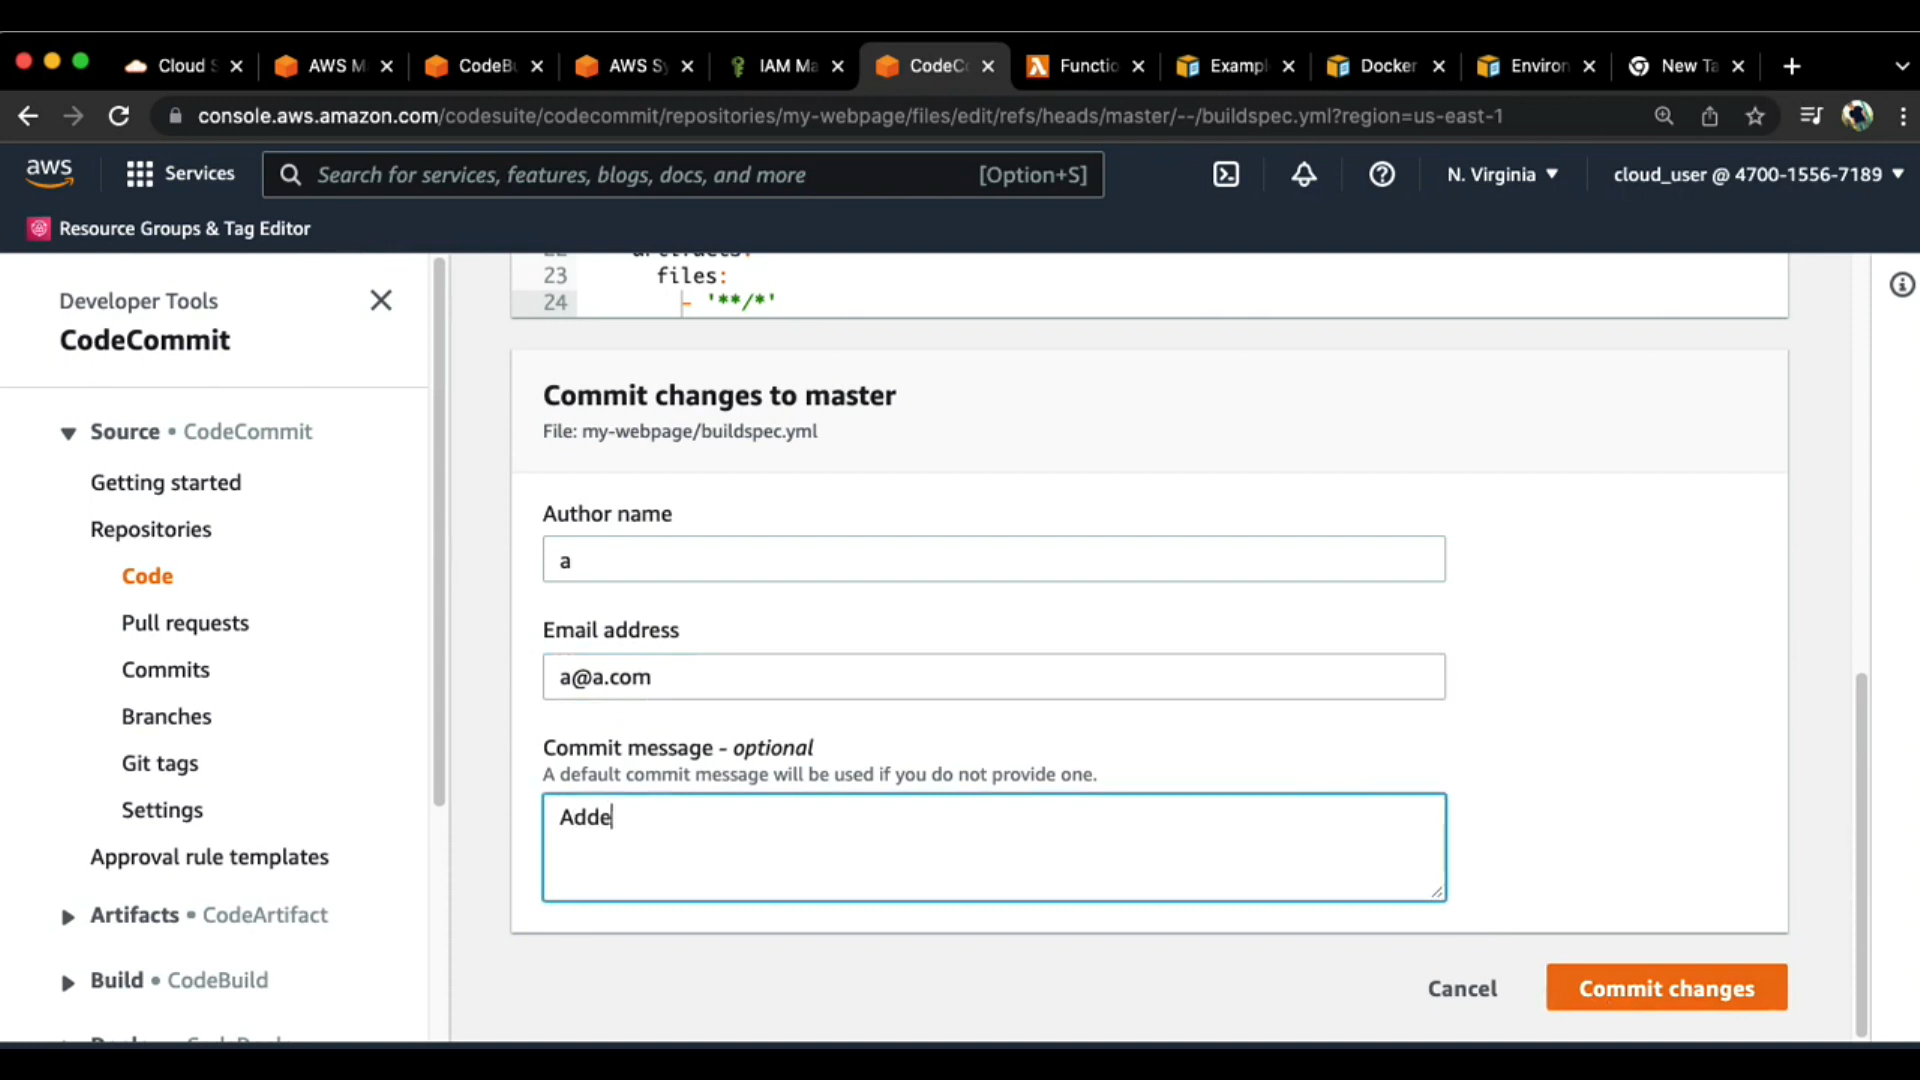 Cloud S
AWS M
CodeBu
AWS Sy
IAM Ma
CodeCo
Functio
Exampl
Docker
Environ
New Ta
console.aws.amazon.com/codesuite/codecommit/repositories/my-webpage/files/edit/refs/heads/master/--/buildspec.yml?region=us-east-1
aws
Services
Search for services, features, blogs, docs, and more
[Option+S]
N. Virginia
cloud_user @ 4700-1556-7189
Resource Groups & Tag Editor
Developer Tools
CodeCommit
Source • CodeCommit
Getting started
Repositories
Code
Pull requests
Commits
Branches
Git tags
Settings
Approval rule templates
Artifacts • CodeArtifact
Build • CodeBuild
22 artifacts:
23 files:
24 - '**/*'
Commit changes to master
File: my-webpage/buildspec.yml
Author name
a
Email address
a@a.com
Commit message - optional
A default commit message will be used if you do not provide one.
Adde
Cancel
Commit changes